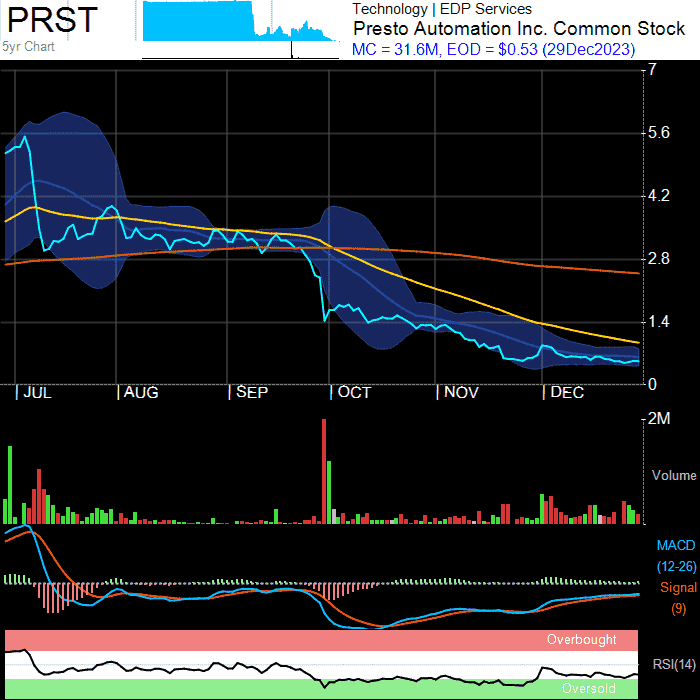 PRST
5yr Chart
Technology | EDP Services
Presto Automation Inc. Common Stock
MC = 31.6M, EOD = $0.53 (29Dec2023)
7
5.6
4.2
2.8
1.4
0
| JUL | AUG | SEP | OCT | NOV | DEC
2M
Volume
MACD
(12-26)
Signal
(9)
Overbought
RSI(14)
Oversold